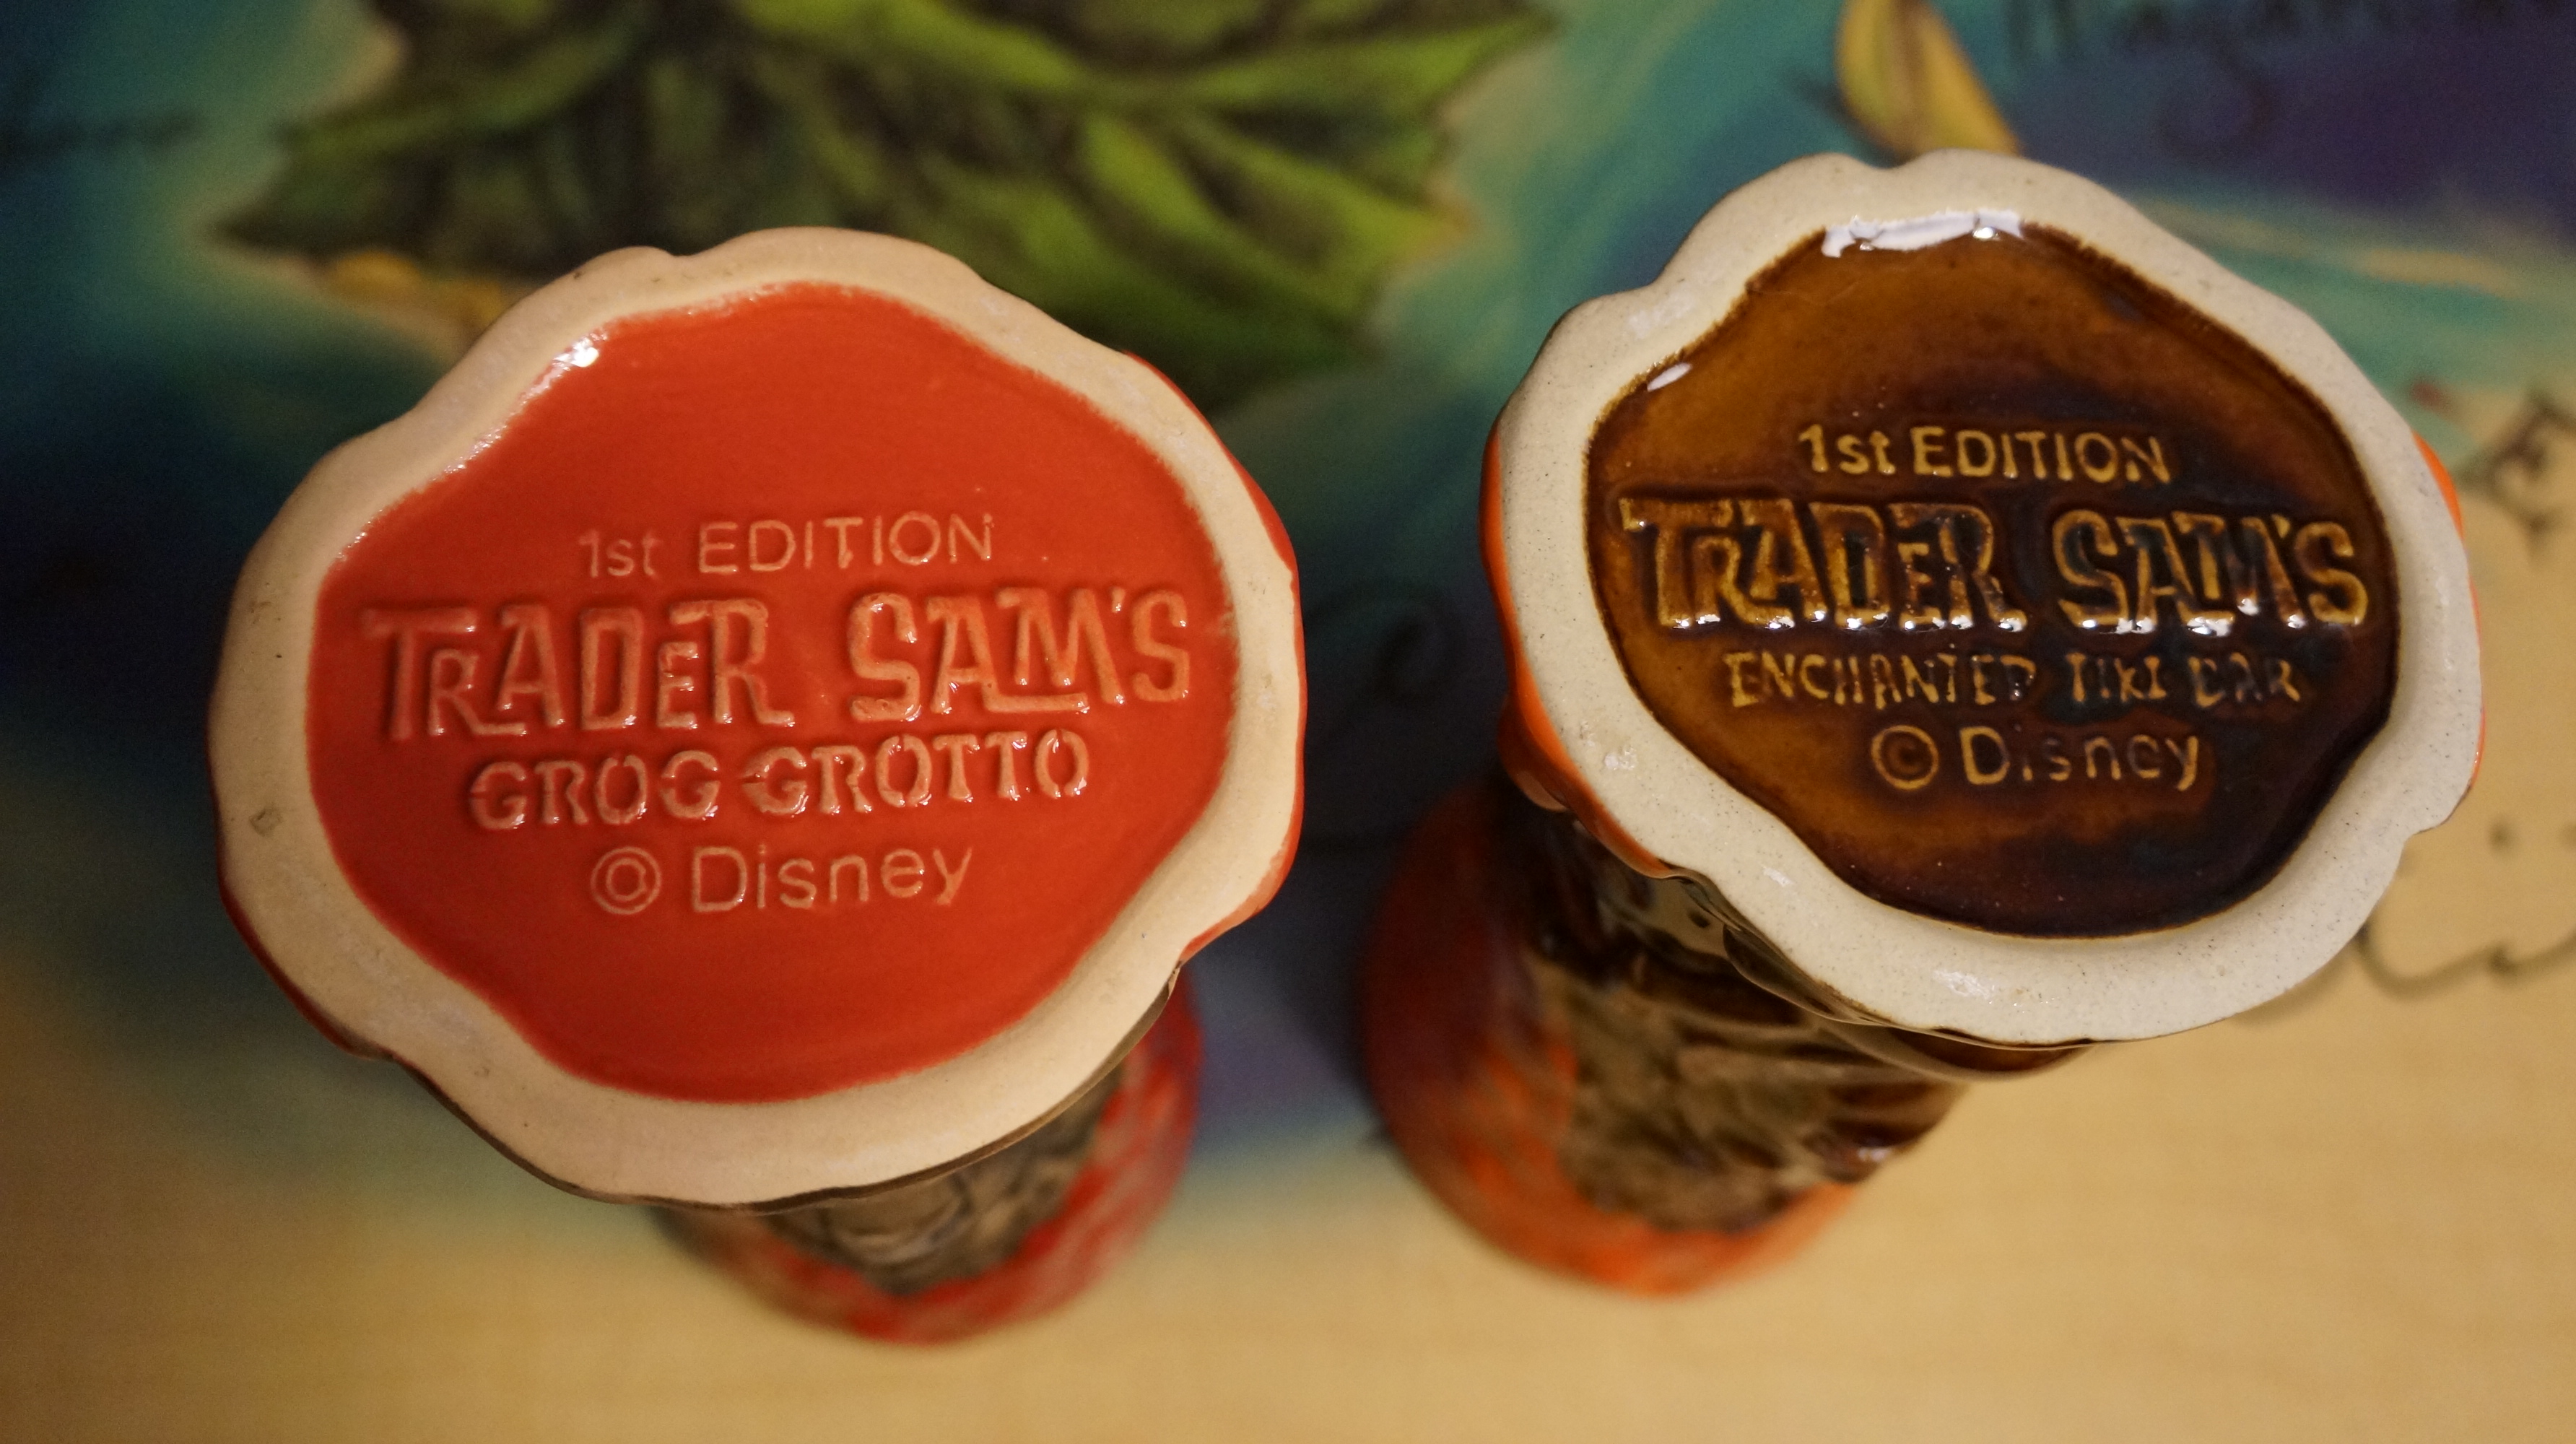 1st EDITION
TRADER SAM'S
GROG GROTTO
© Disney
1st EDITION
TRADER SAM'S
ENCHANTED TIKI BAR
© Disney